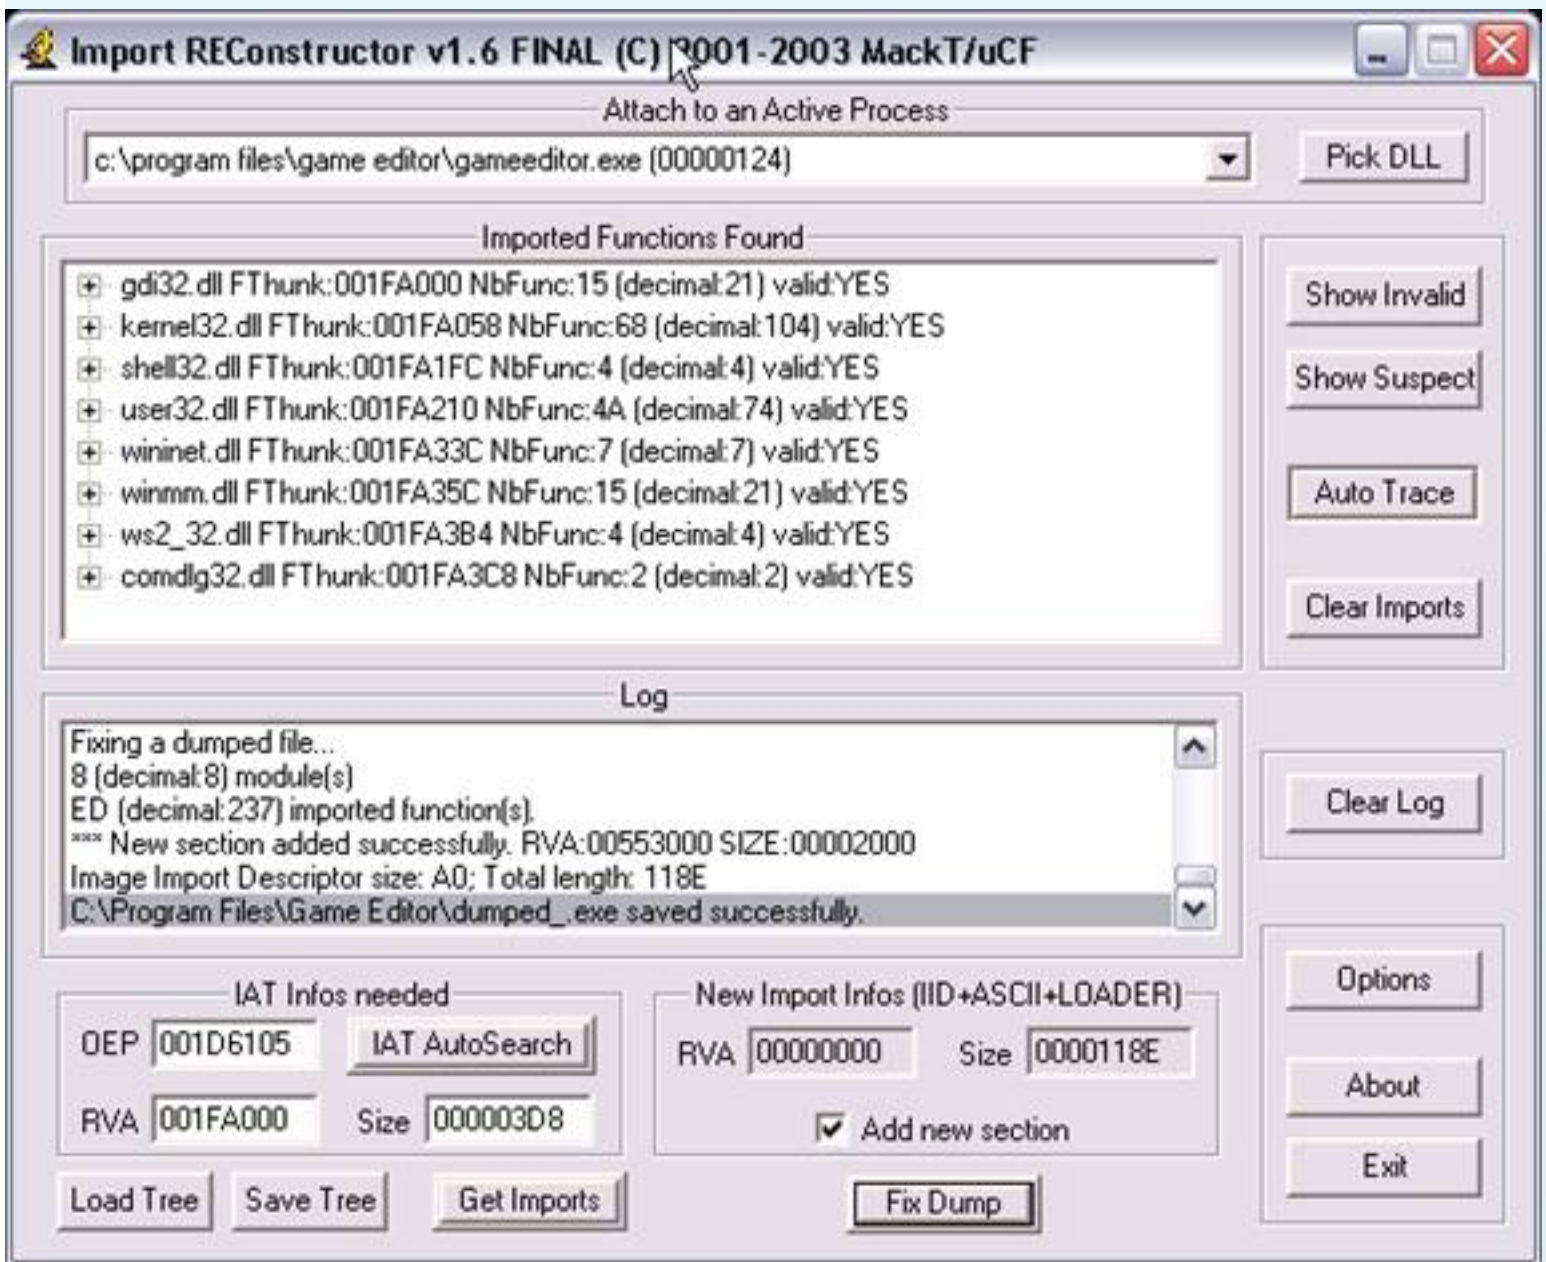 Import REConstructor v1.6 FINAL (C) 2001-2003 MackT/uCF
Attach to an Active Process
c:\program files\game editor\gameeditor.exe (00000124)
Pick DLL
Imported Functions Found
gdi32.dll FThunk:001FA000 NbFunc:15 (decimal:21) valid:YES
kernel32.dll FThunk:001FA058 NbFunc:68 (decimal:104) valid:YES
shell32.dll FThunk:001FA1FC NbFunc:4 (decimal:4) valid:YES
user32.dll FThunk:001FA210 NbFunc:4A (decimal:74) valid:YES
wininet.dll FThunk:001FA33C NbFunc:7 (decimal:7) valid:YES
winmm.dll FThunk:001FA35C NbFunc:15 (decimal:21) valid:YES
ws2_32.dll FThunk:001FA3B4 NbFunc:4 (decimal:4) valid:YES
comdlg32.dll FThunk:001FA3C8 NbFunc:2 (decimal:2) valid:YES
Show Invalid
Show Suspect
Auto Trace
Clear Imports
Log
Fixing a dumped file...
8 (decimal:8) module(s)
ED (decimal:237) imported function(s).
*** New section added successfully. RVA:00553000 SIZE:00002000
Image Import Descriptor size: A0; Total length: 118E
C:\Program Files\Game Editor\dumped_.exe saved successfully.
Clear Log
IAT Infos needed
OEP 001D6105 IAT AutoSearch
RVA 001FA000 Size 000003D8
New Import Infos (IID+ASCII+LOADER)
RVA 00000000 Size 0000118E
Add new section
Options
About
Exit
Load Tree Save Tree Get Imports Fix Dump